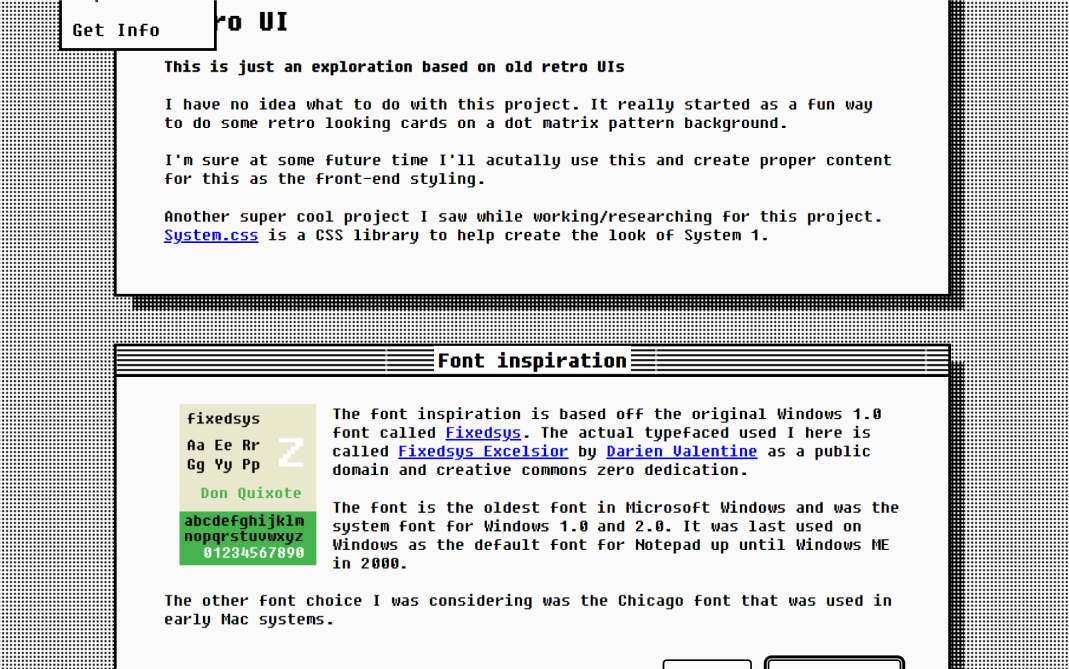 Get Info
ro UI
This is just an exploration based on old retro UIs
I have no idea what to do with this project. It really started as a fun way
to do some retro looking cards on a dot matrix pattern background.
I'm sure at some future time I'll acutally use this and create proper content
for this as the front-end styling.
Another super cool project I saw while working/researching for this project.
System.css is a CSS library to help create the look of System 1.
Font inspiration
fixedsys
Aa Ee Rr
Gg Yy Pp
Z
Don Quixote
abcdefghijklm
nopqrstuvwxyz
01234567890
The font inspiration is based off the original Windows 1.0
font called Fixedsys. The actual typefaced used I here is
called Fixedsys Excelsior by Darien Valentine as a public
domain and creative commons zero dedication.
The font is the oldest font in Microsoft Windows and was the
system font for Windows 1.0 and 2.0. It was last used on
Windows as the default font for Notepad up until Windows ME
in 2000.
The other font choice I was considering was the Chicago font that was used in
early Mac systems.